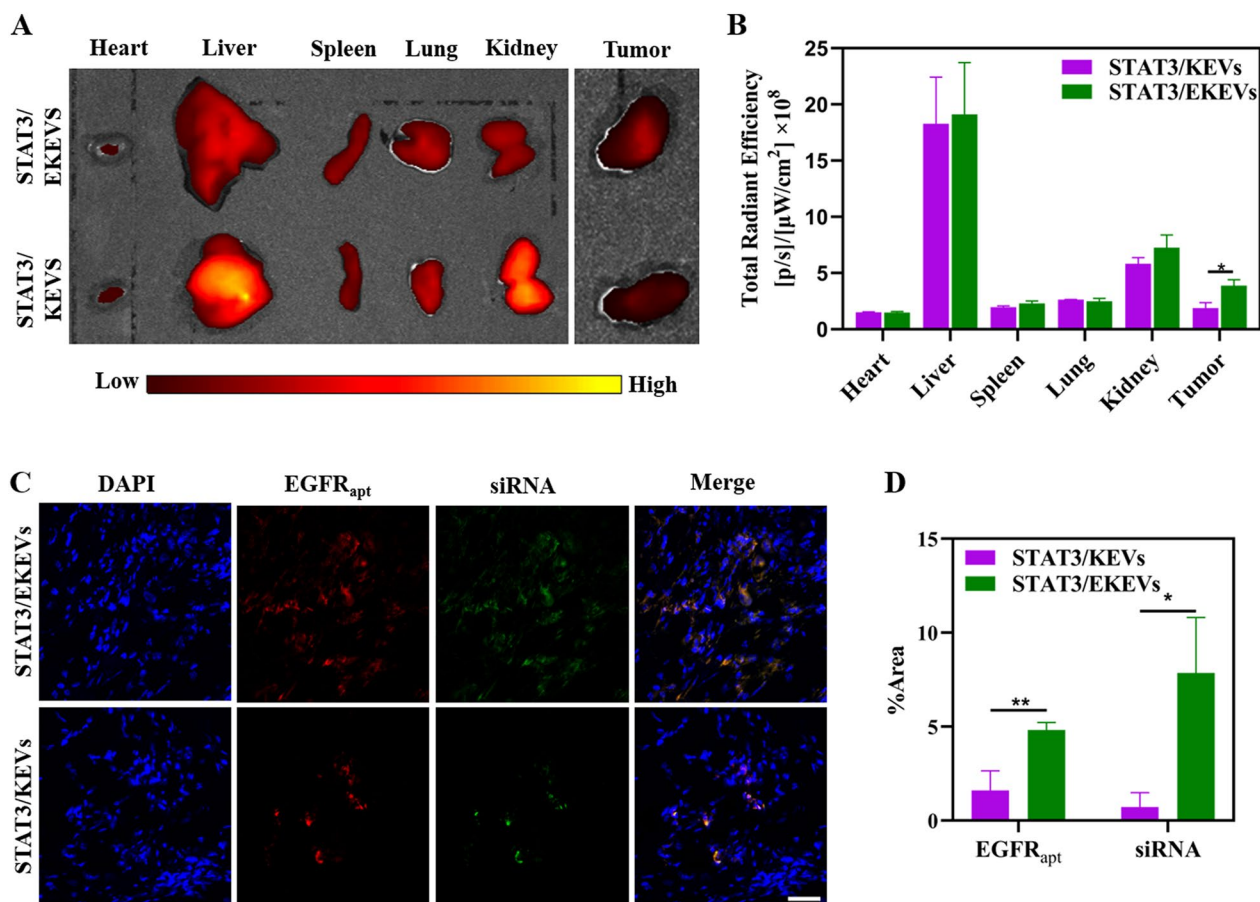 A
Heart Liver Spleen Lung Kidney Tumor
STAT3/
EKEVS
STAT3/
KEVS
Low High
B
Total Radiant Efficiency
[p/s]/[µW/cm²] ×10⁸
25
20
15
10
5
0
STAT3/KEVs
STAT3/EKEVs
*
Heart Liver Spleen Lung Kidney Tumor
C
DAPI EGFRapt siRNA Merge
STAT3/EKEVs
STAT3/KEVs
D
%Area
15
10
5
0
STAT3/KEVs
STAT3/EKEVs
**
*
EGFRapt siRNA